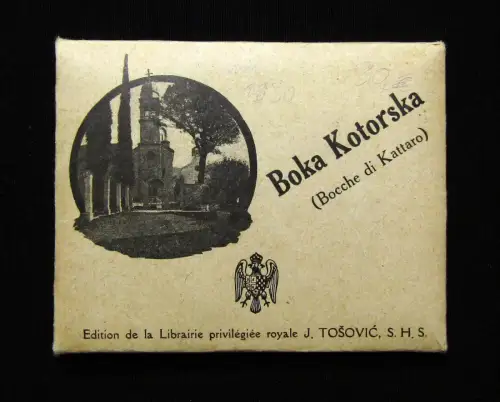 Boka Kotorska
(Bocche di Kattaro)
Edition de la Librairie privilégiée royale J. TOŠOVIĆ, S. H. S.